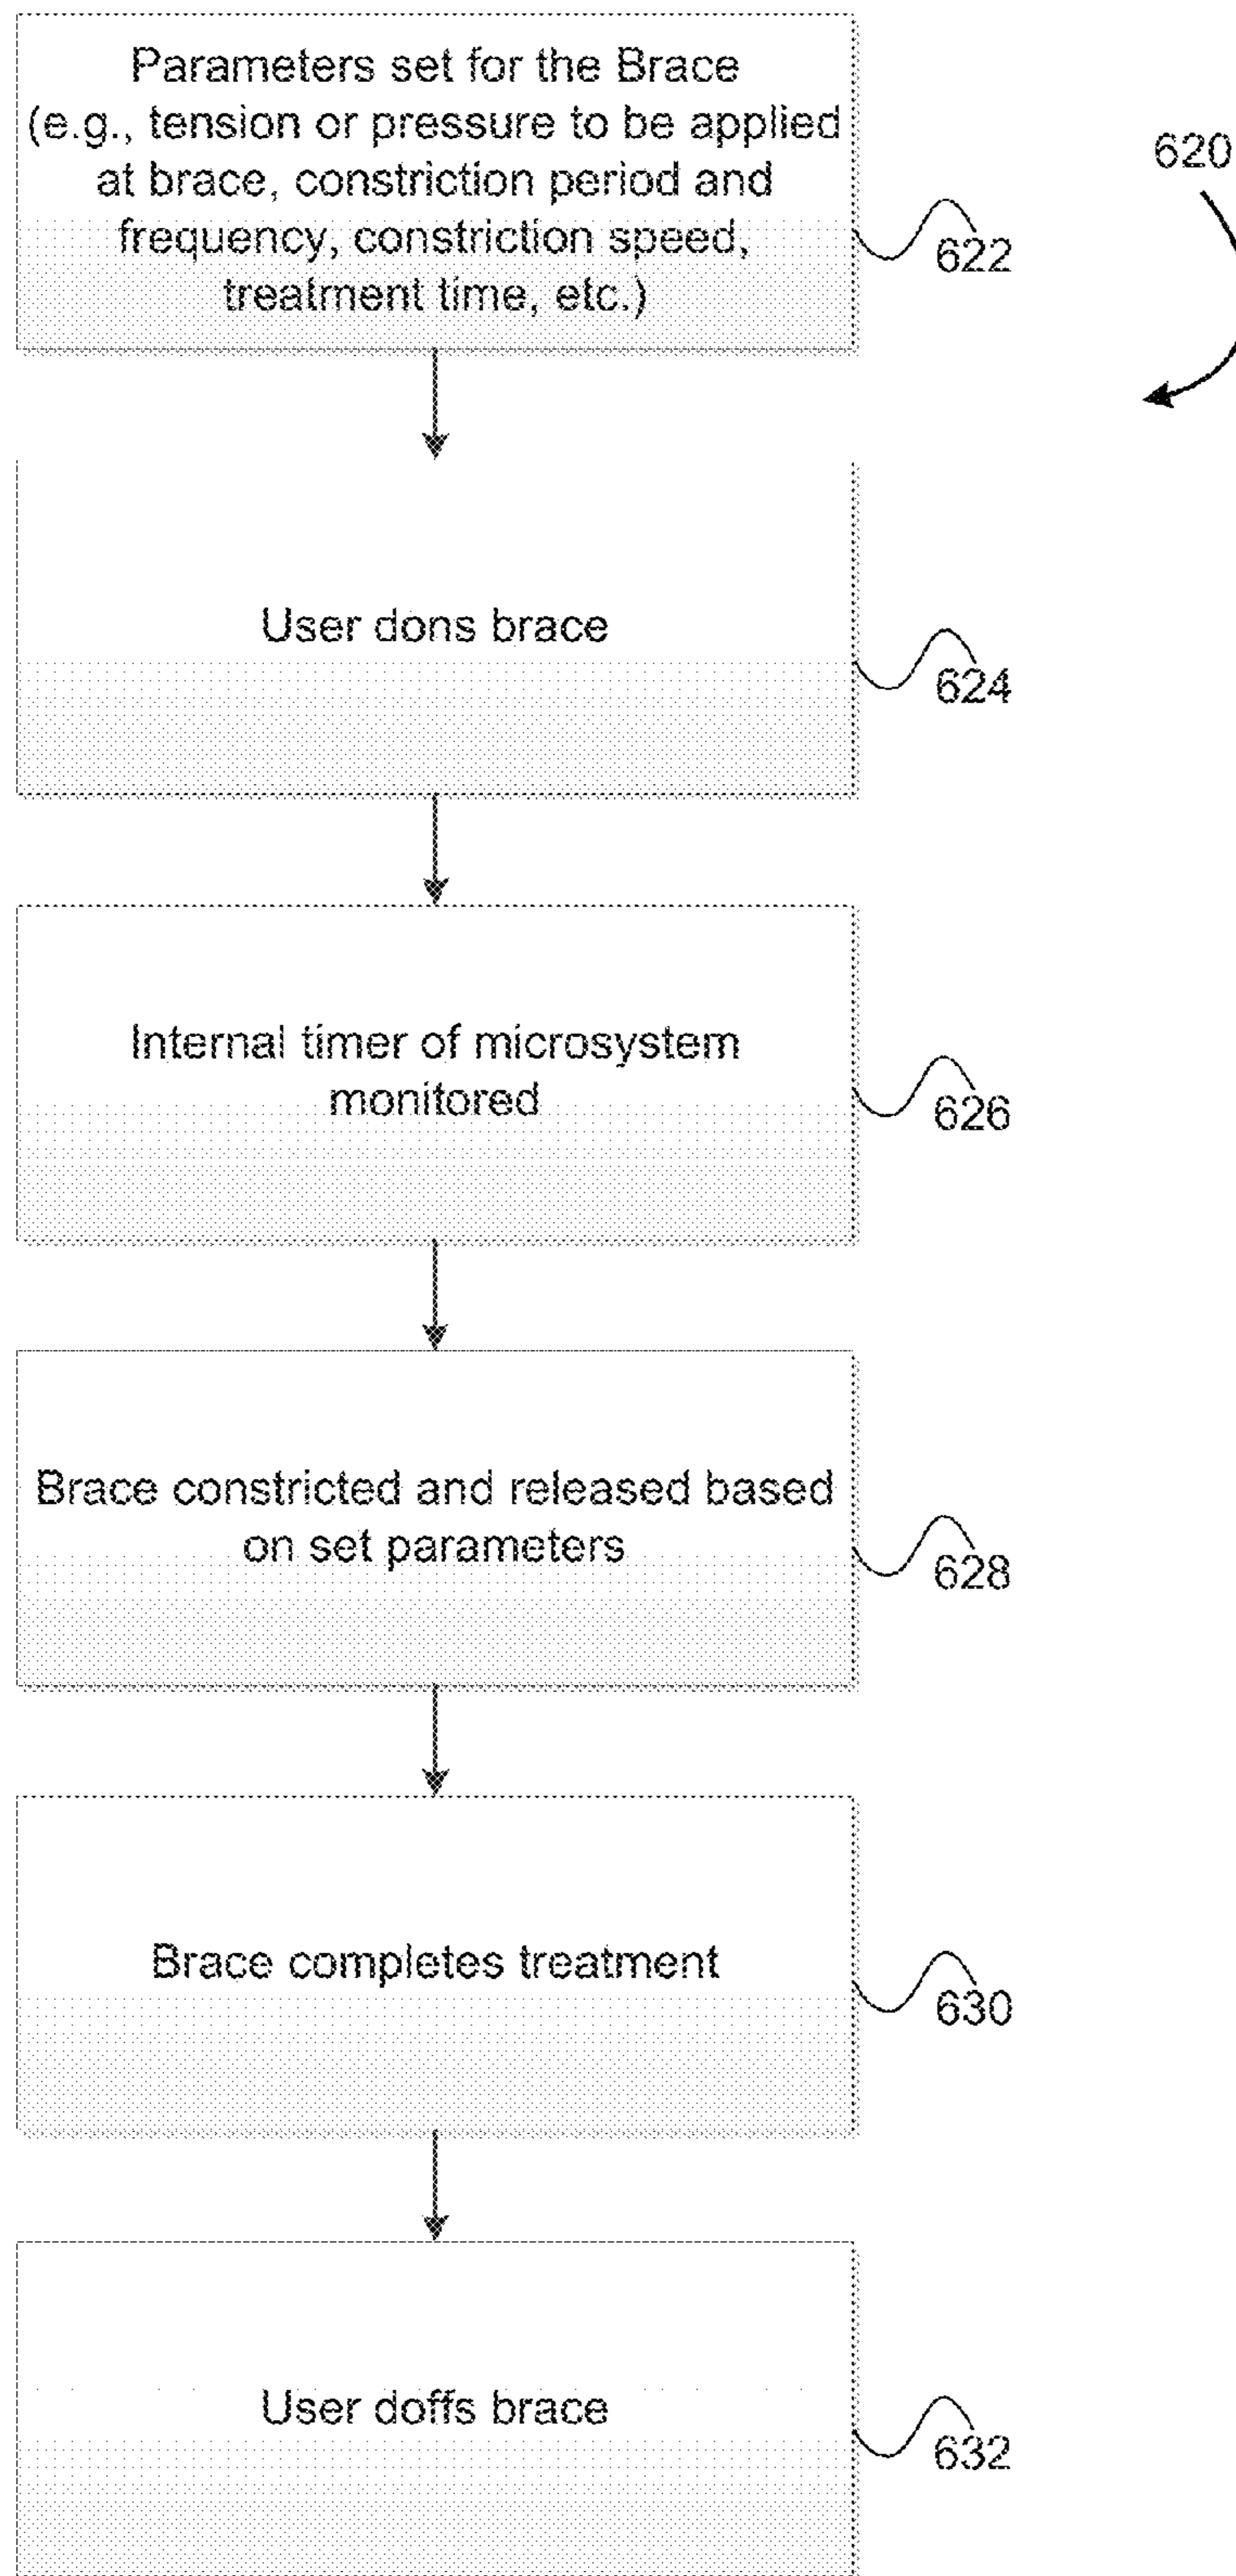 Parameters set for the Brace
(e.g., tension or pressure to be applied
at brace, constriction period and
frequency, constriction speed,
treatment time, etc.)
620
622
User dons brace
624
Internal timer of microsystem
monitored
626
Brace constricted and released based
on set parameters
628
Brace completes treatment
630
User doffs brace
632